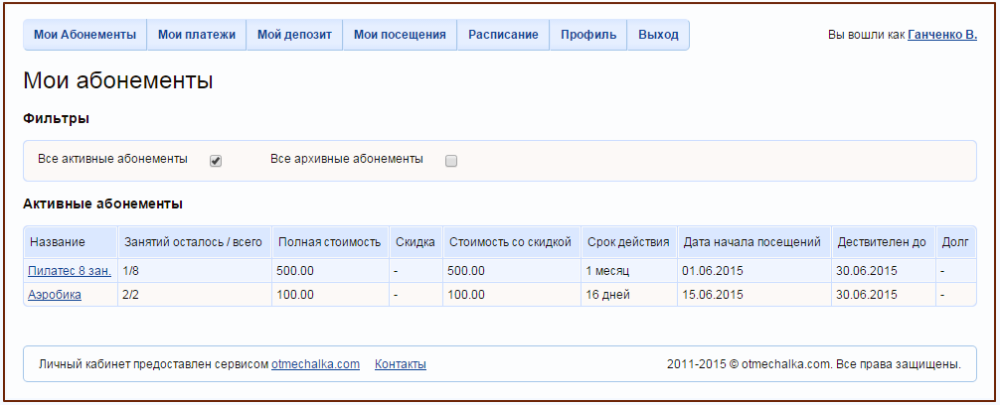 Мои Абонементы Мои платежи Мой депозит Мои посещения Расписание Профиль Выход Вы вошли как Ганченко В.
Мои абонементы
Фильтры
Все активные абонементы Все архивные абонементы
Активные абонементы
Название Занятий осталось / всего Полная стоимость Скидка Стоимость со скидкой Срок действия Дата начала посещений Дествителен до Долг
Пилатес 8 зан. 1/8 500.00 - 500.00 1 месяц 01.06.2015 30.06.2015 -
Аэробика 2/2 100.00 - 100.00 16 дней 15.06.2015 30.06.2015 -
Личный кабинет предоставлен сервисом otmechalka.com Контакты 2011-2015 © otmechalka.com. Все права защищены.